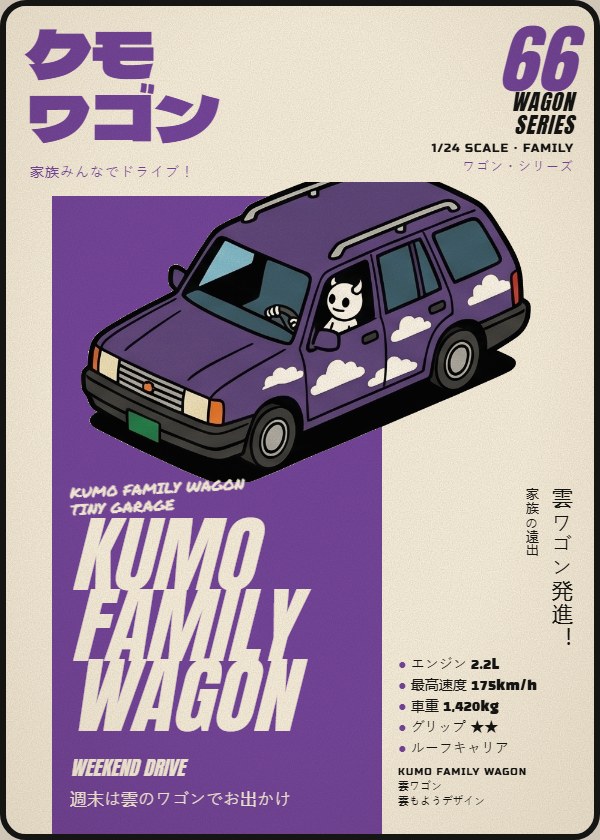 クモ
ワゴン
家族みんなでドライブ！
66
WAGON
SERIES
1/24 SCALE · FAMILY
ワゴン・シリーズ
KUMO FAMILY WAGON
TINY GARAGE
KUMO
FAMILY
WAGON
WEEKEND DRIVE
週末は雲のワゴンでお出かけ
雲ワゴン発進！
家族の遠出
● エンジン 2.2L
● 最高速度 175km/h
● 車重 1,420kg
● グリップ ★★
● ルーフキャリア
KUMO FAMILY WAGON
雲ワゴン
雲もようデザイン